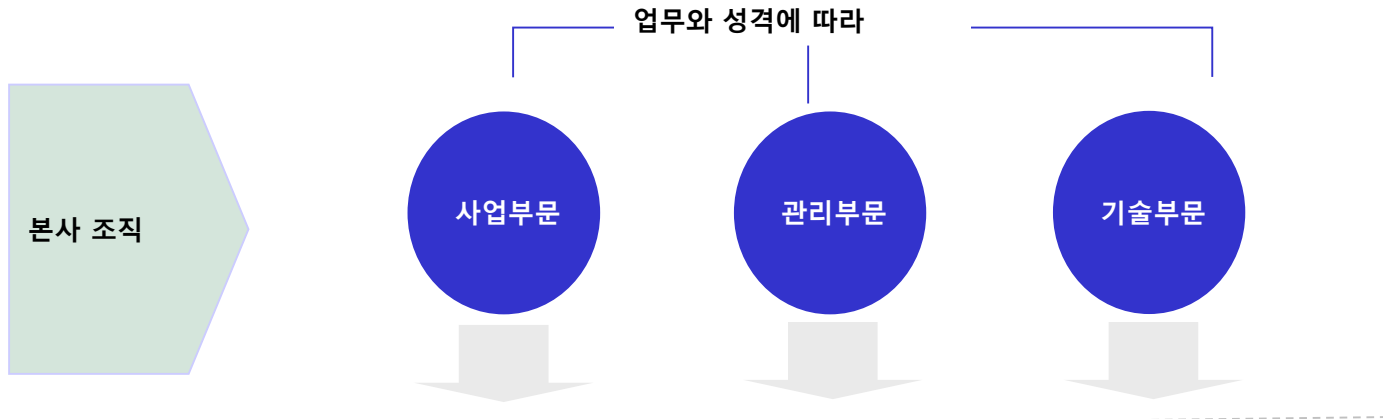 업무와 성격에 따라
본사 조직
사업부문
관리부문
기술부문